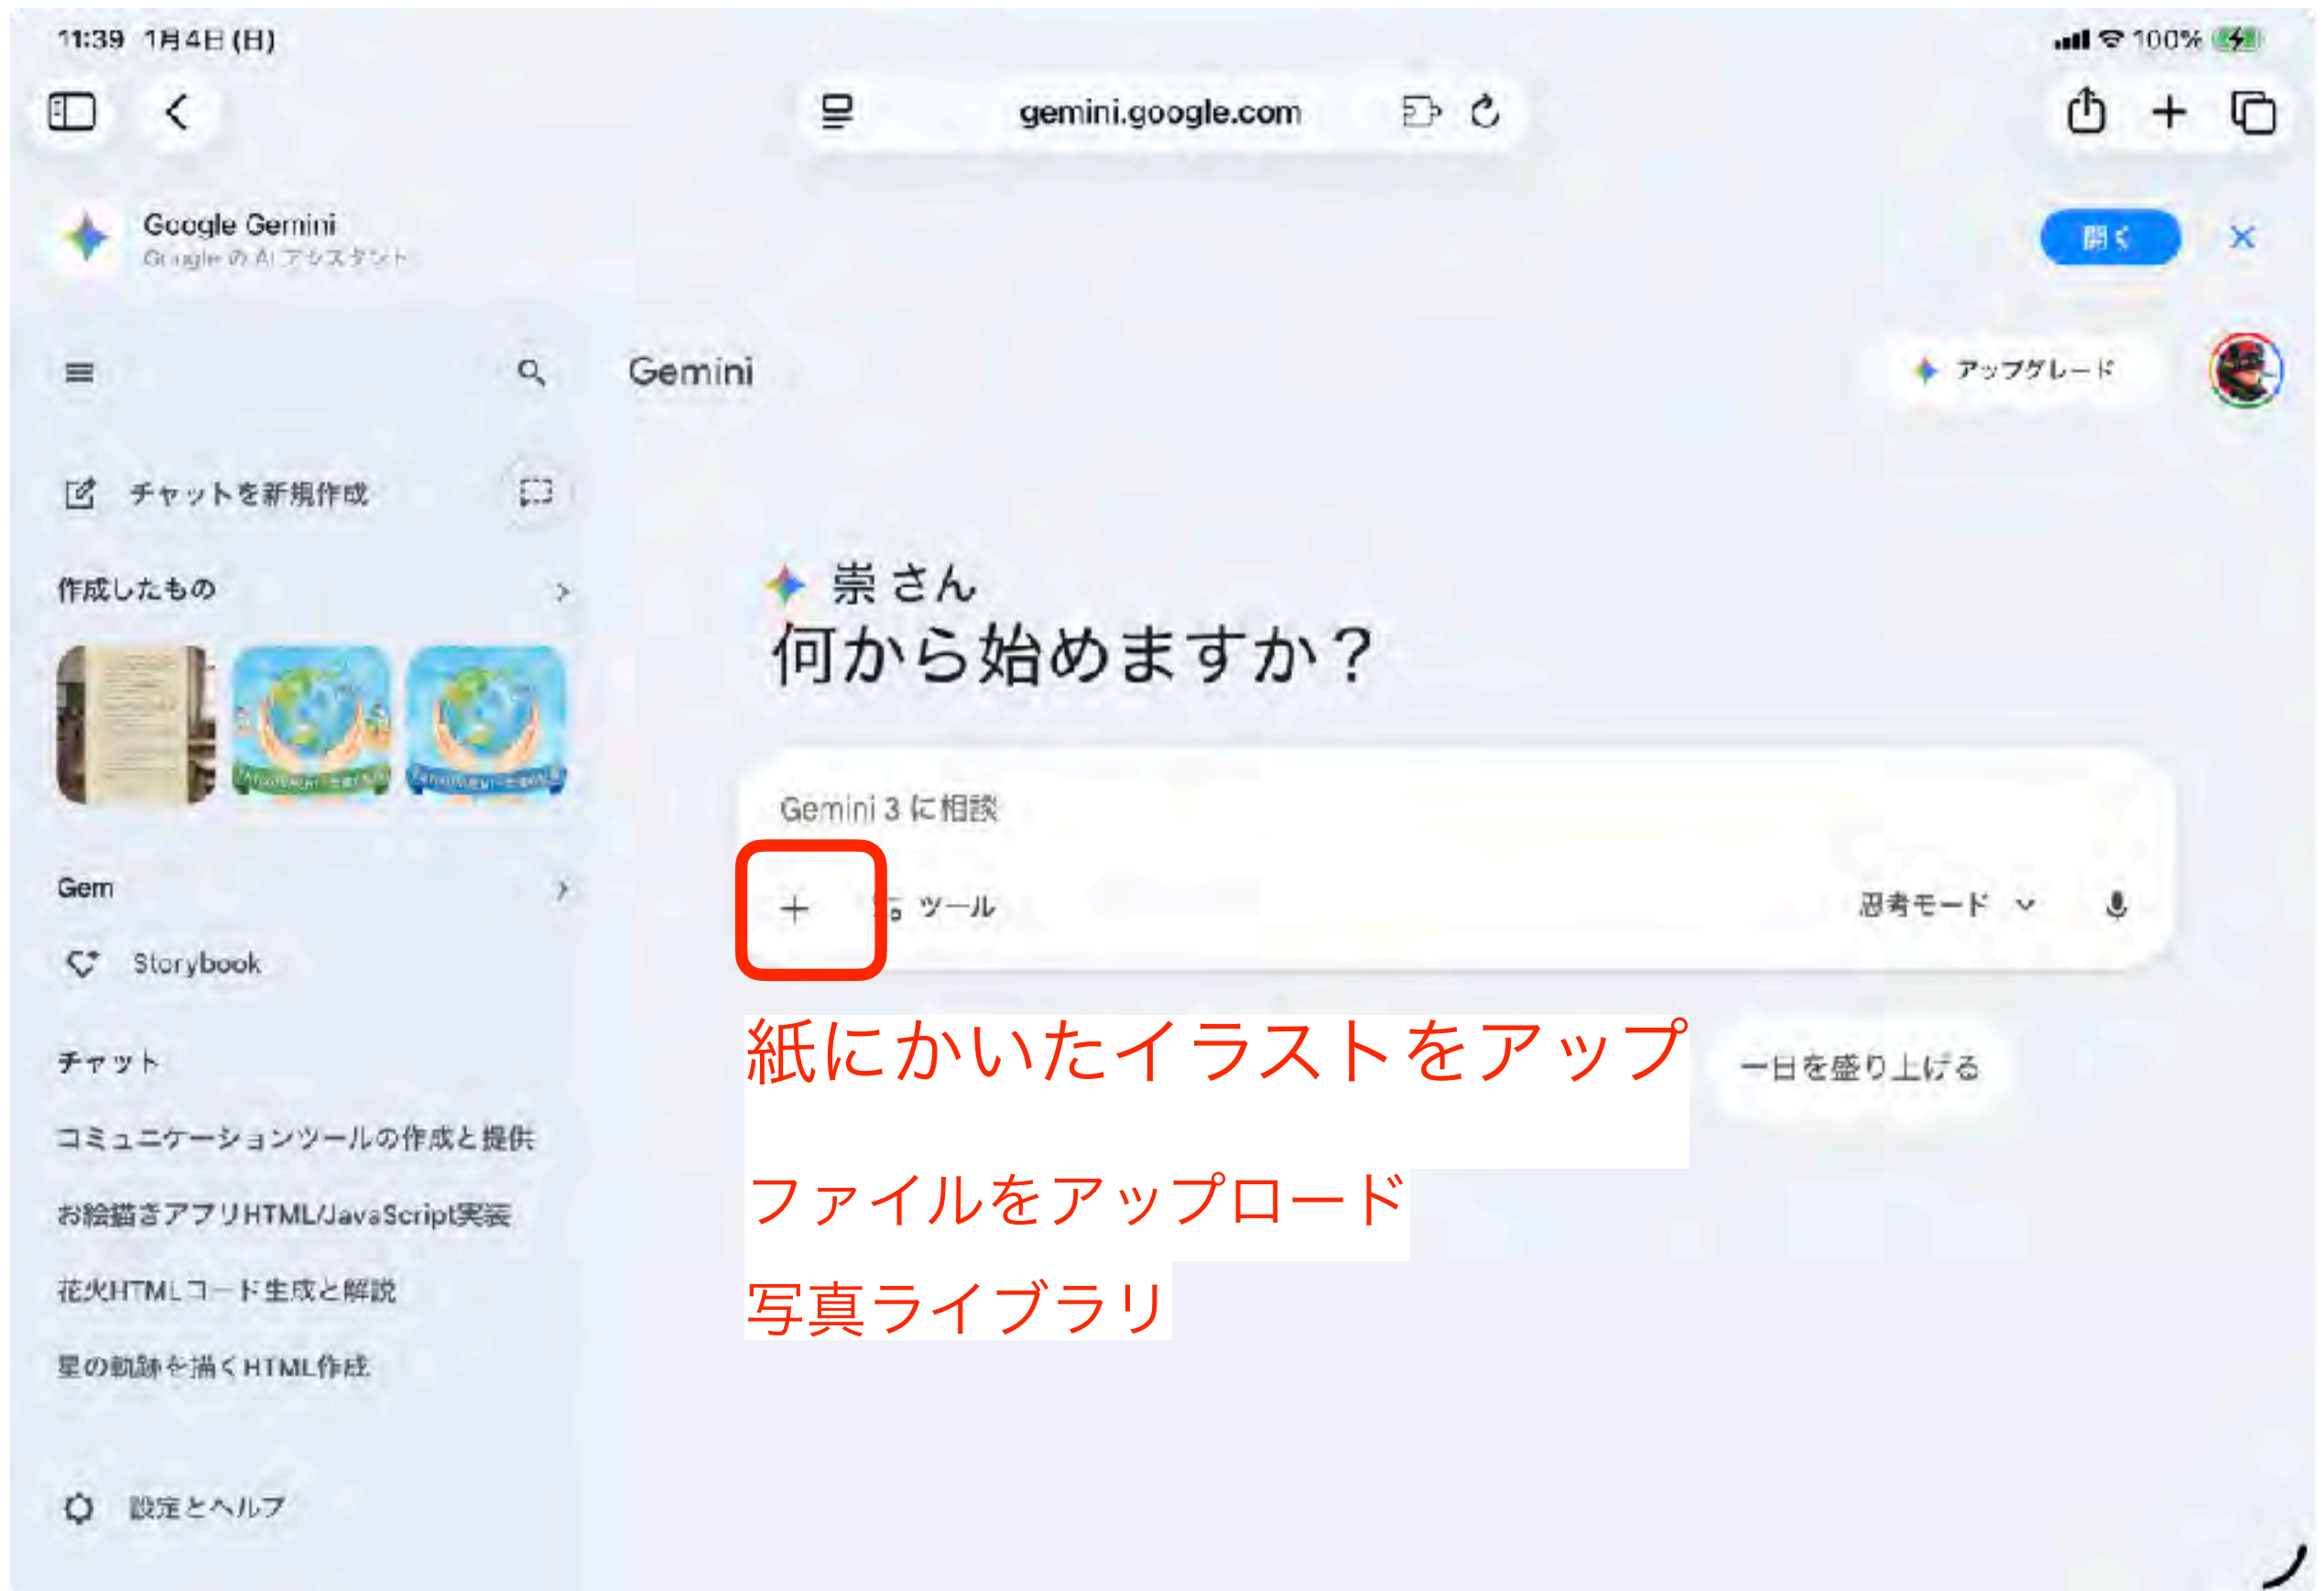 11:39 1月4日(日)
100%
gemini.google.com
Google Gemini
Google の AI アシスタント
開く
Gemini
アップグレード
チャットを新規作成
作成したもの
崇 さん
何から始めますか？
Gemini 3 に相談
ツール
思考モード
Gem
Storybook
紙にかいたイラストをアップ
一日を盛り上げる
ファイルをアップロード
写真ライブラリ
チャット
コミュニケーションツールの作成と提供
お絵描きアプリHTML/JavaScript実装
花火HTMLコード生成と解説
星の軌跡を描くHTML作成
設定とヘルプ